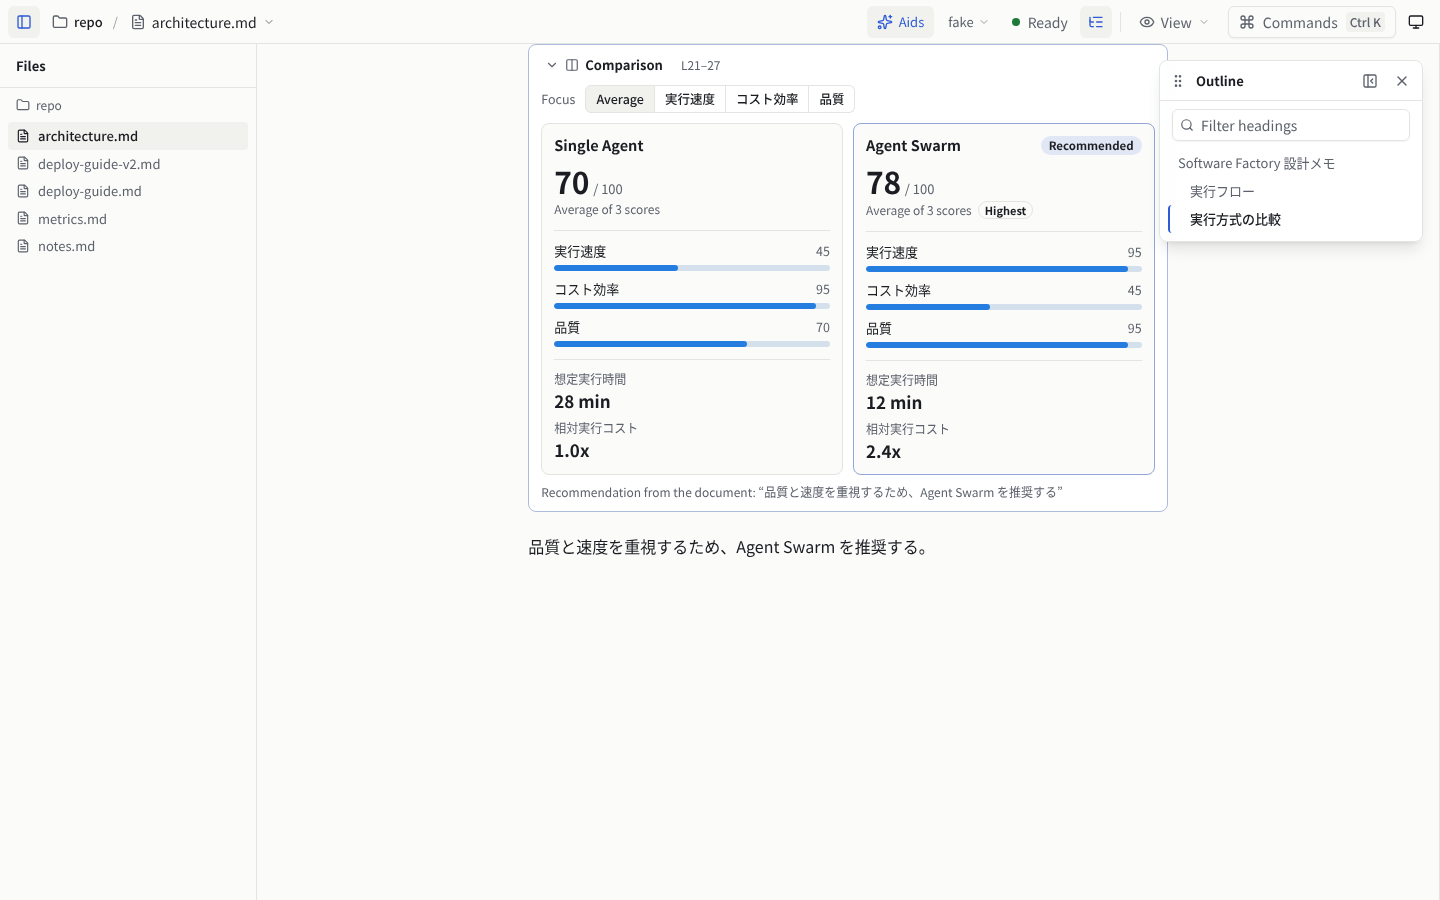 repo / architecture.md
Aids fake Ready View Commands Ctrl K
Files
repo
architecture.md
deploy-guide-v2.md
deploy-guide.md
metrics.md
notes.md
Comparison L21–27
Focus Average 実行速度 コスト効率 品質
Single Agent
70 / 100
Average of 3 scores
実行速度 45
コスト効率 95
品質 70
想定実行時間
28 min
相対実行コスト
1.0x
Agent Swarm Recommended
78 / 100
Average of 3 scores Highest
実行速度 95
コスト効率 45
品質 95
想定実行時間
12 min
相対実行コスト
2.4x
Recommendation from the document: “品質と速度を重視するため、Agent Swarm を推奨する”
品質と速度を重視するため、Agent Swarm を推奨する。
Outline
Filter headings
Software Factory 設計メモ
実行フロー
実行方式の比較